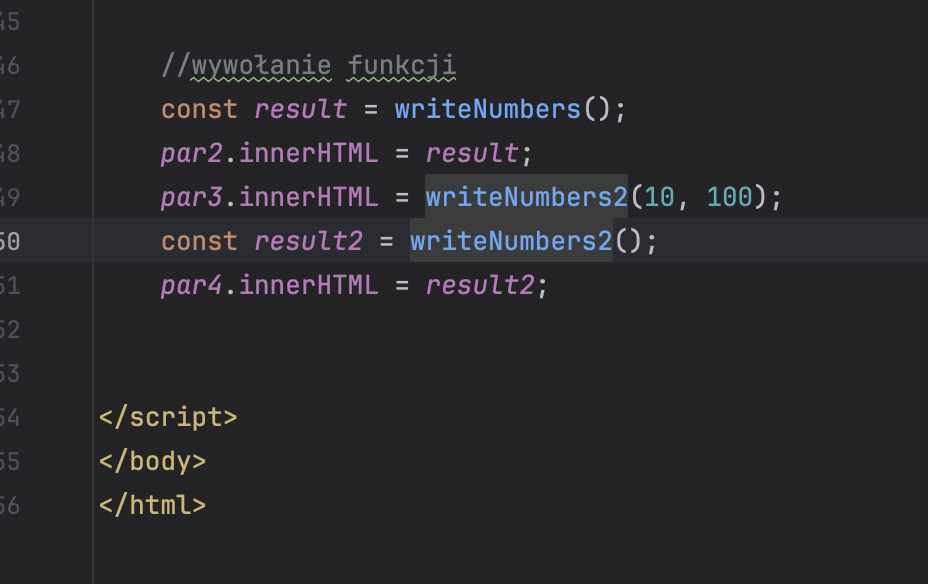 45
46 //wywołanie funkcji
47 const result = writeNumbers();
48 par2.innerHTML = result;
49 par3.innerHTML = writeNumbers2(10, 100);
50 const result2 = writeNumbers2();
51 par4.innerHTML = result2;
52
53
54 </script>
55 </body>
56 </html>